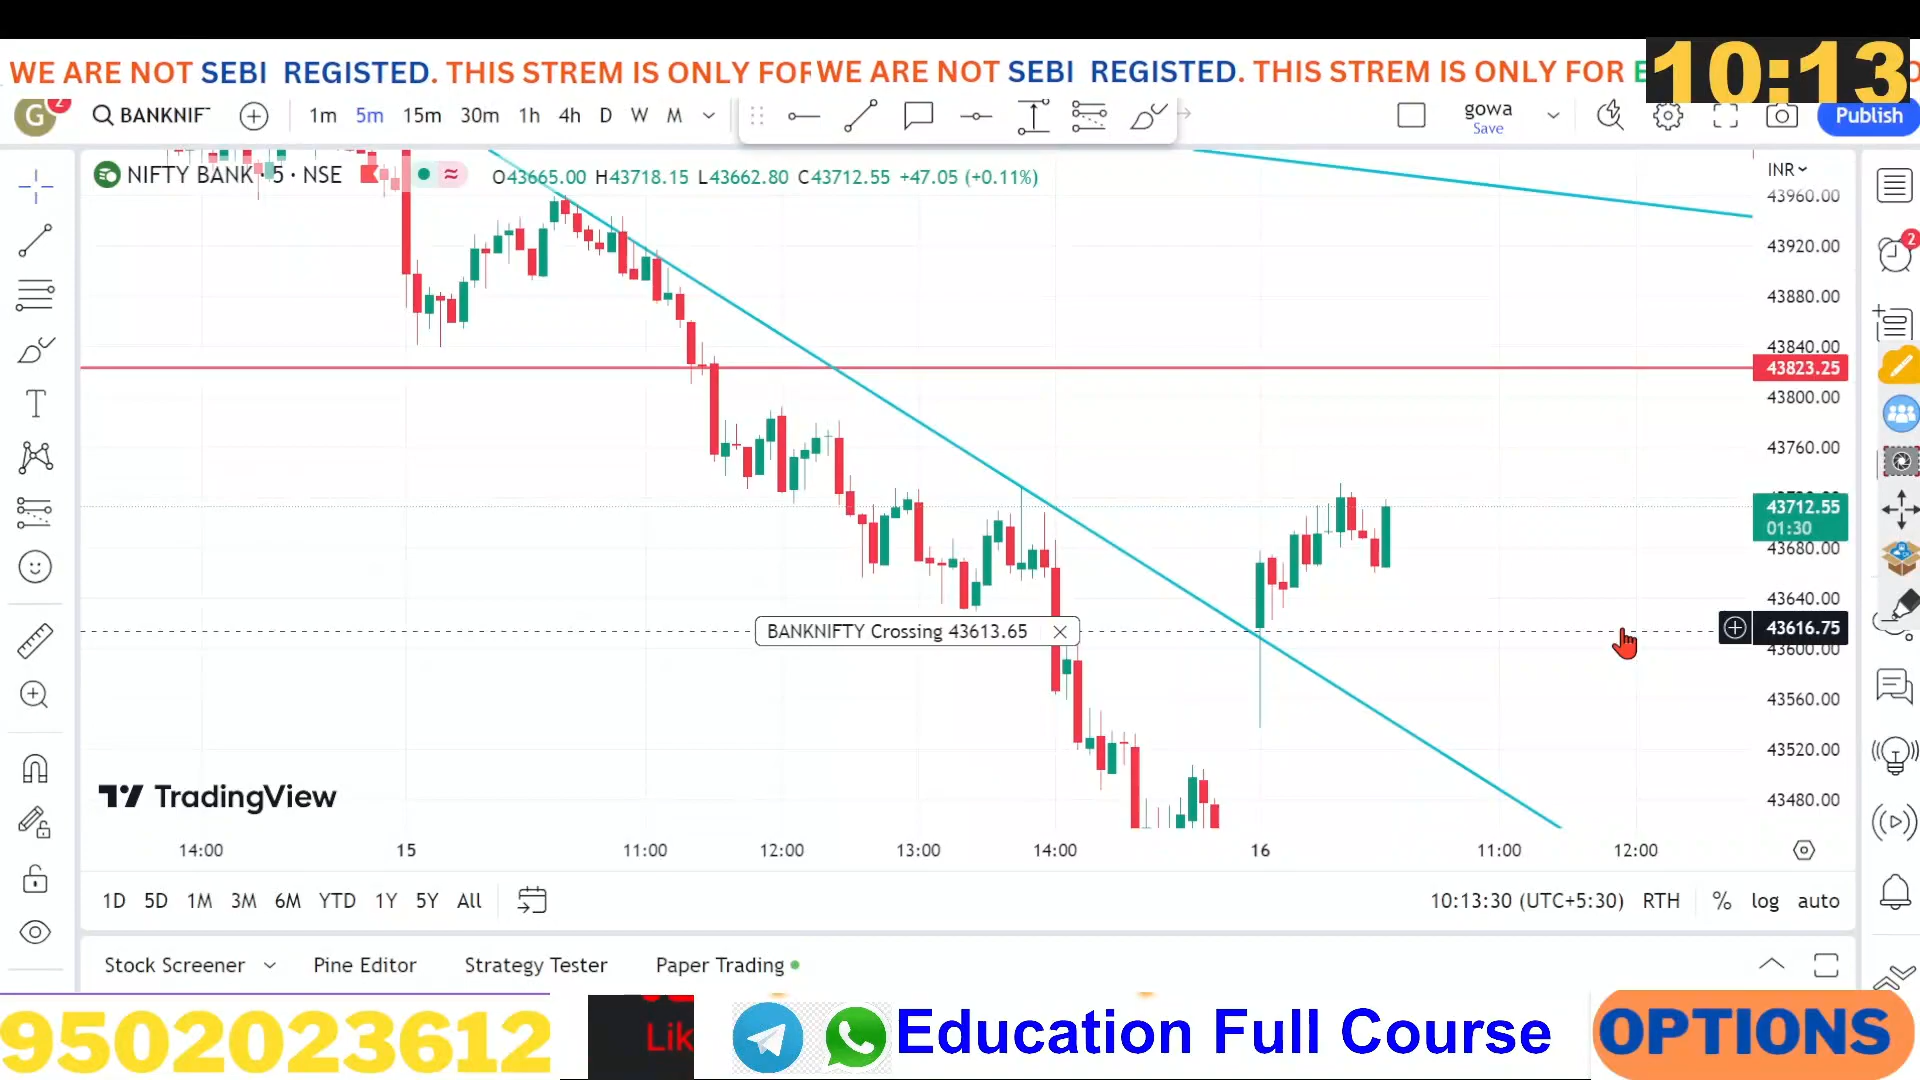 WE ARE NOT SEBI REGISTED. THIS STREM IS ONLY FOR WE ARE NOT SEBI REGISTED. THIS STREM IS ONLY FOR
10:13
G 2 BANKNIF 1m 5m 15m 30m 1h 4h D W M gowa Save Publish
NIFTY BANK · 5 · NSE O43665.00 H43718.15 L43662.80 C43712.55 +47.05 (+0.11%) INR
43960.00
43920.00
2
43880.00
43840.00
43823.25
43800.00
43760.00
43712.55
01:30
43680.00
43640.00
BANKNIFTY Crossing 43613.65
43616.75
43600.00
43560.00
43520.00
43480.00
TradingView
14:00 15 11:00 12:00 13:00 14:00 16 11:00 12:00
1D 5D 1M 3M 6M YTD 1Y 5Y All 10:13:30 (UTC+5:30) RTH % log auto
Stock Screener Pine Editor Strategy Tester Paper Trading
9502023612 Lik Education Full Course OPTIONS